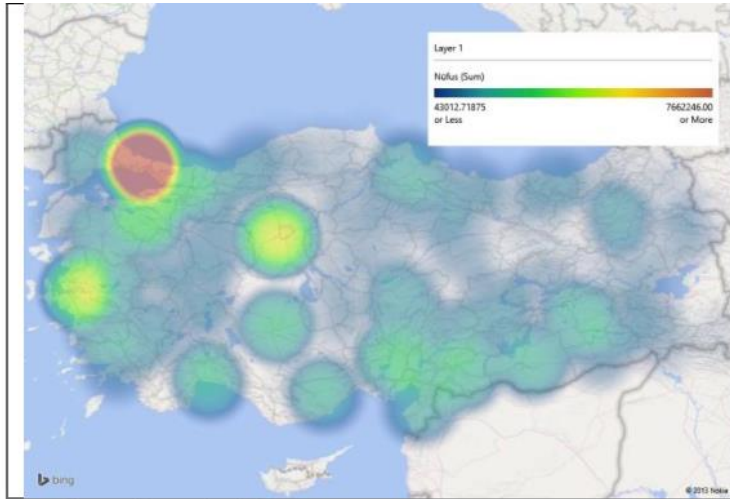 Layer 1
Nüfus (Sum)
43012.71875 7662246.00
or Less or More
bing
© 2013 Nokia